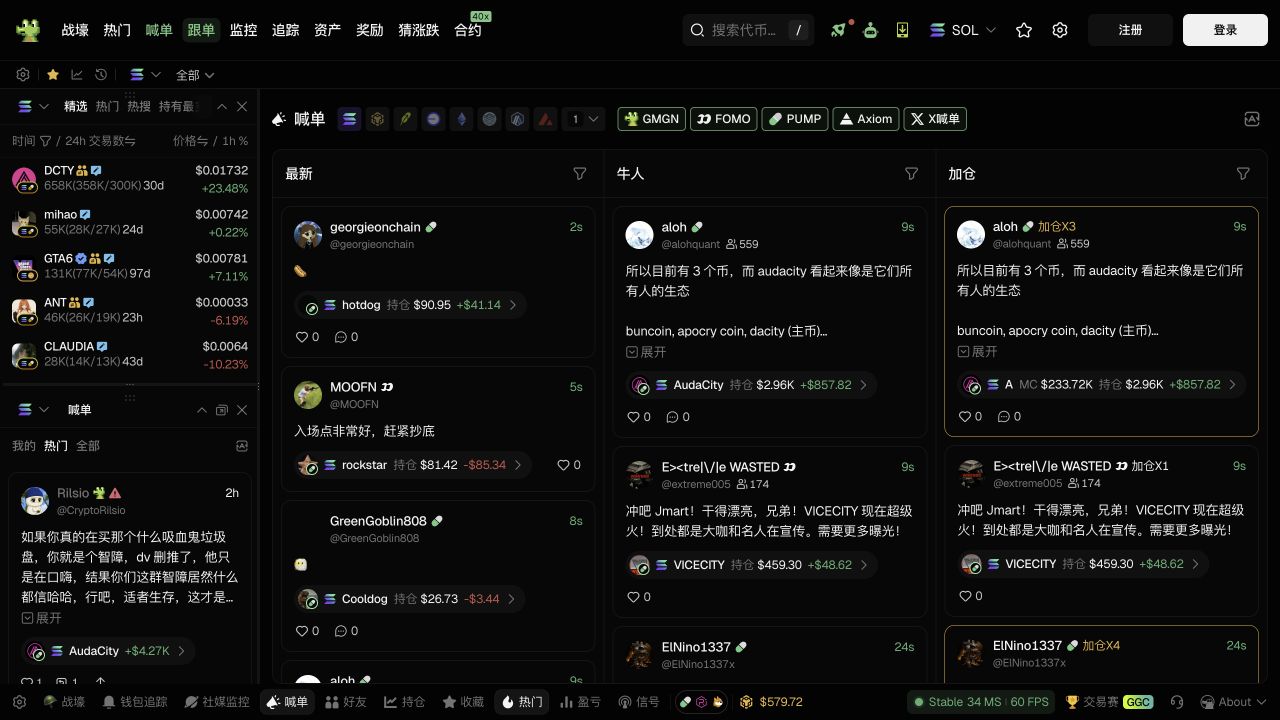 战壕 热门 喊单 跟单 监控 追踪 资产 奖励 猜涨跌 合约 40x
搜索代币... / SOL 注册 登录
全部
精选 热门 热搜 持有最
时间 / 24h 交易数 价格 / 1h %
DCTY $0.01732
658K(358K/300K) 30d +23.48%
mihao $0.00742
55K(28K/27K) 24d +0.22%
GTA6 $0.00781
131K(77K/54K) 97d +7.11%
ANT $0.00033
46K(26K/19K) 23h -6.19%
CLAUDIA $0.0064
28K(14K/13K) 43d -10.23%
喊单
我的 热门 全部
Rilsio 2h
@CryptoRilsio
如果你真的在买那个什么吸血鬼垃圾
盘，你就是个智障，dv 删推了，他只
是在口嗨，结果你们这群智障居然什么
都信哈哈，行吧，适者生存，这才是...
展开
AudaCity +$4.27K
1 1
喊单 1 GMGN FOMO PUMP Axiom X喊单
最新
georgieonchain 2s
@georgieonchain
hotdog 持仓 $90.95 +$41.14
0 0
MOOFN 5s
@MOOFN
入场点非常好，赶紧抄底
rockstar 持仓 $81.42 -$85.34 0
GreenGoblin808 8s
@GreenGoblin808
Cooldog 持仓 $26.73 -$3.44
0 0
aloh 9s
牛人
aloh 9s
@alohquant 559
所以目前有 3 个币，而 audacity 看起来像是它们所
有人的生态
buncoin, apocry coin, dacity (主币)...
展开
AudaCity 持仓 $2.96K +$857.82
0 0
E><tre|\/|e WASTED 9s
@extreme005 174
冲吧 Jmart！干得漂亮，兄弟！VICECITY 现在超级
火！到处都是大咖和名人在宣传。需要更多曝光！
VICECITY 持仓 $459.30 +$48.62
0
ElNino1337 24s
@ElNino1337x
加仓
aloh 加仓X3 9s
@alohquant 559
所以目前有 3 个币，而 audacity 看起来像是它们所
有人的生态
buncoin, apocry coin, dacity (主币)...
展开
A MC $233.72K 持仓 $2.96K +$857.82
0 0
E><tre|\/|e WASTED 加仓X1 9s
@extreme005 174
冲吧 Jmart！干得漂亮，兄弟！VICECITY 现在超级
火！到处都是大咖和名人在宣传。需要更多曝光！
VICECITY 持仓 $459.30 +$48.62
0
ElNino1337 加仓X4 24s
@ElNino1337x
战壕 钱包追踪 社媒监控 喊单 好友 持仓 收藏 热门 盈亏 信号 $579.72 Stable 34 MS 60 FPS 交易赛 GGC About